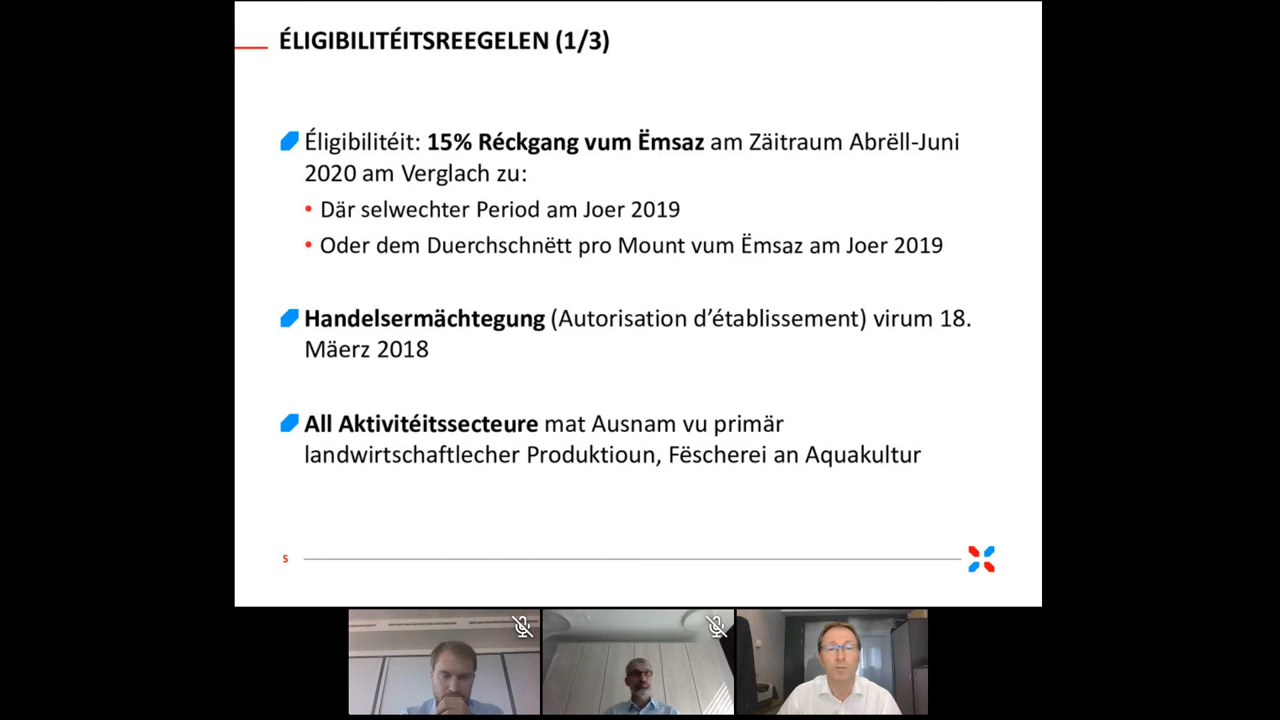 ÉLIGIBILITÉITSREEGELEN (1/3)
Éligibilitéit: 15% Réckgang vum Ëmsaz am Zäitraum Abrëll-Juni
2020 am Verglach zu:
• Där selwechter Period am Joer 2019
• Oder dem Duerchschnëtt pro Mount vum Ëmsaz am Joer 2019
Handelsermächtegung (Autorisation d’établissement) virum 18.
Mäerz 2018
All Aktivitéitssecteure mat Ausnam vu primär
landwirtschaftlecher Produktioun, Fëscherei an Aquakultur
5